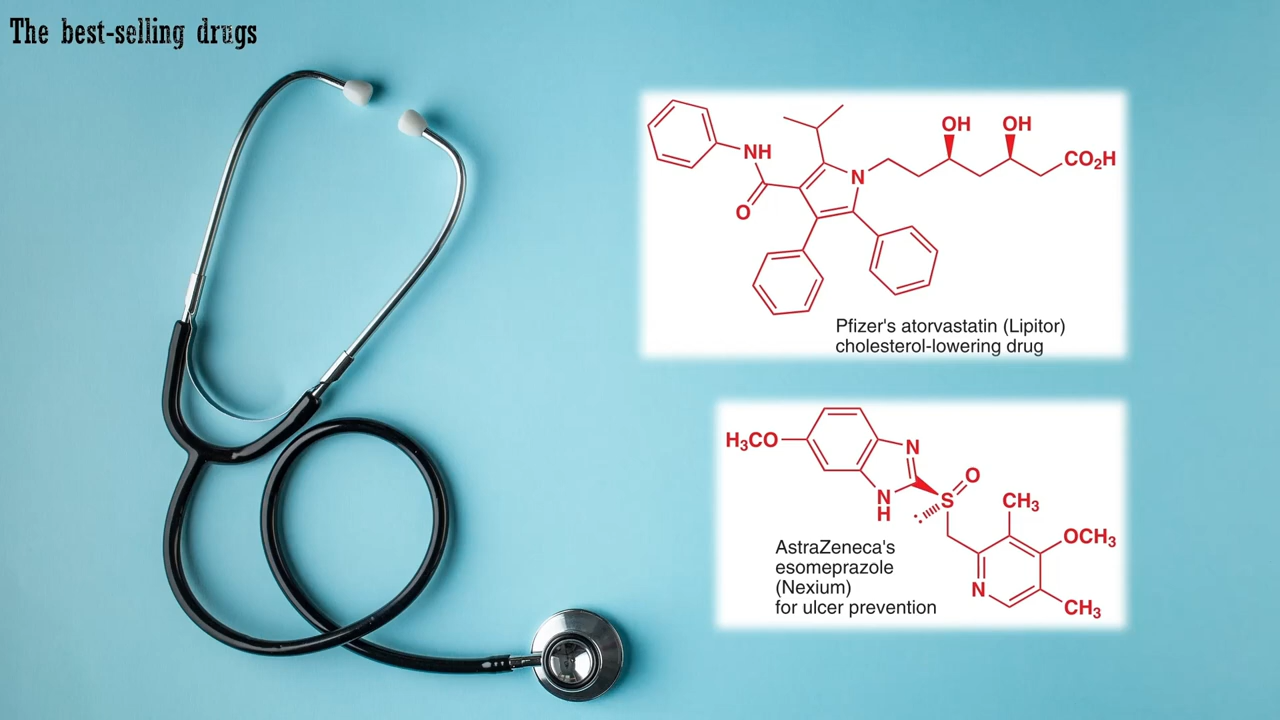 The best-selling drugs
OH
OH
NH
N
CO₂H
O
Pfizer's atorvastatin (Lipitor)
cholesterol-lowering drug
H₃CO
N
O
S
N
H
CH₃
OCH₃
AstraZeneca's
esomeprazole
(Nexium)
for ulcer prevention
N
CH₃